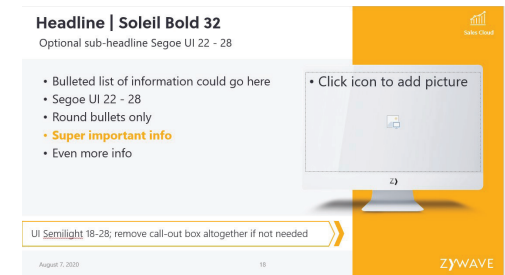 Headline | Soleil Bold 32
Optional sub-headline Segoe UI 22 - 28
Sales Cloud
• Bulleted list of information could go here
• Segoe UI 22 - 28
• Round bullets only
• Super important info
• Even more info
• Click icon to add picture
Z)
UI Semilight 18-28; remove call-out box altogether if not needed
August 7, 2020
18
ZYWAVE